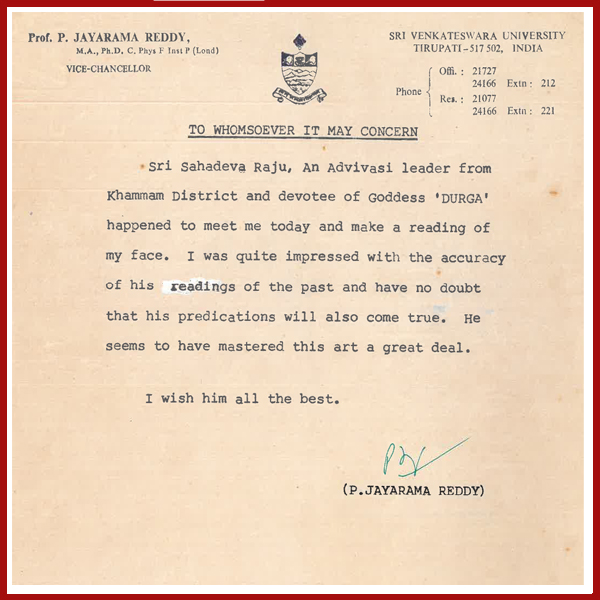 Prof. P. JAYARAMA REDDY,
M.A., Ph.D. C. Phys F Inst P (Lond)
VICE-CHANCELLOR
SRI VENKATESWARA UNIVERSITY
TIRUPATI-517 502, INDIA
Phone
Offi. : 21727
24166 Extn : 212
Res. : 21077
24166 Extn : 221
TO WHOMSOEVER IT MAY CONCERN
Sri Sahadeva Raju, An Advivasi leader from
Khammam District and devotee of Goddess 'DURGA'
happened to meet me today and make a reading of
my face. I was quite impressed with the accuracy
of his readings of the past and have no doubt
that his predications will also come true. He
seems to have mastered this art a great deal.
I wish him all the best.
(P.JAYARAMA REDDY)